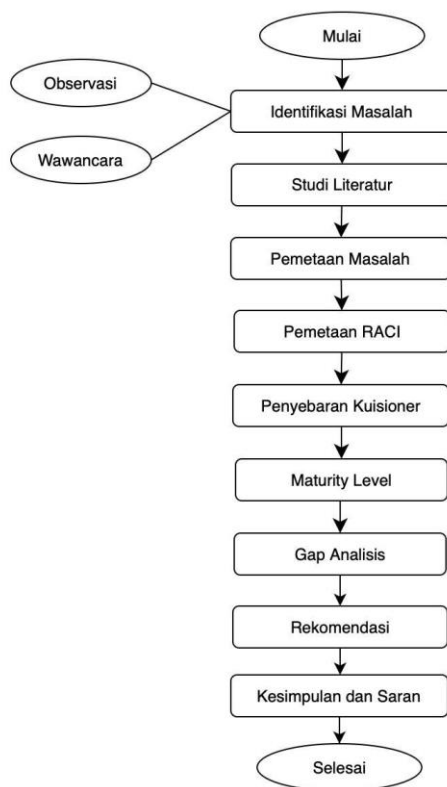 Mulai
Observasi
Identifikasi Masalah
Wawancara
Studi Literatur
Pemetaan Masalah
Pemetaan RACI
Penyebaran Kuisioner
Maturity Level
Gap Analisis
Rekomendasi
Kesimpulan dan Saran
Selesai